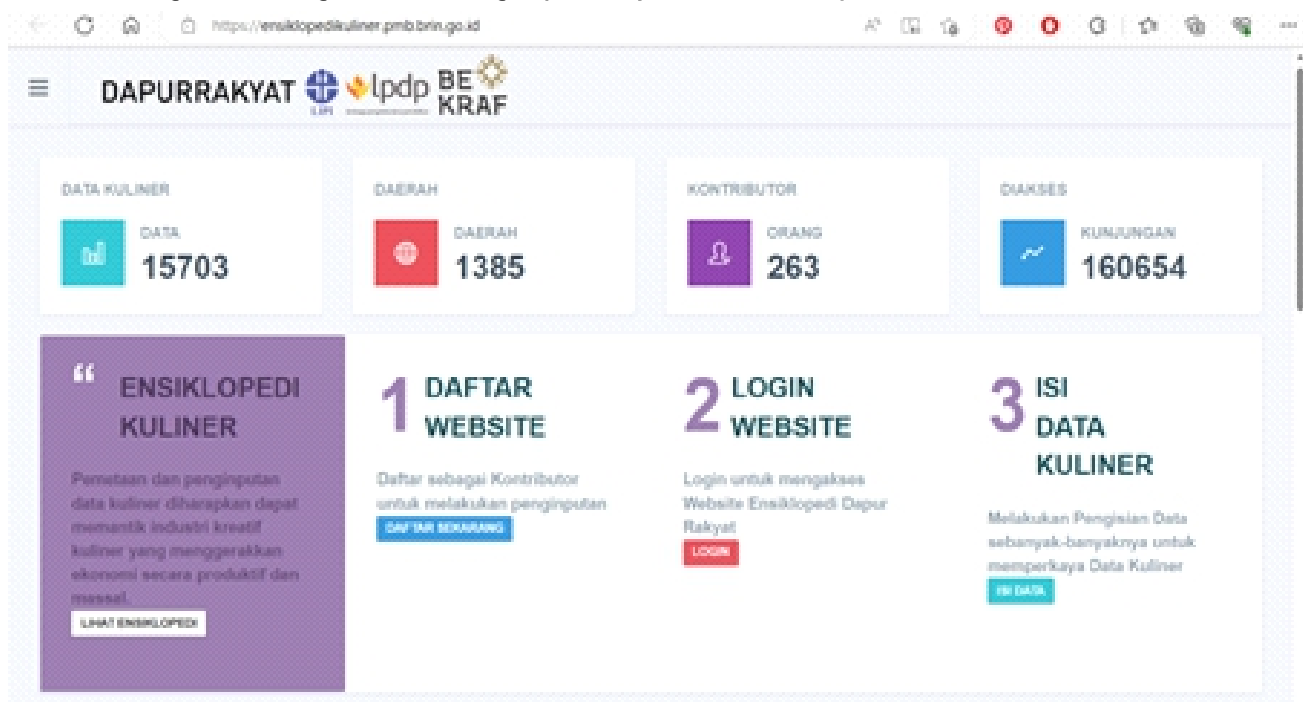 https://ensiklopedikuliner.pmb.brin.go.id
DAPURRAKYAT LIPI lpdp BE KRAF
DATA KULINER
DATA
15703
DAERAH
DAERAH
1385
KONTRIBUTOR
ORANG
263
DIAKSES
KUNJUNGAN
160654
“ ENSIKLOPEDI
KULINER
Pemetaan dan penginputan
data kuliner diharapkan dapat
memantik industri kreatif
kuliner yang menggerakkan
ekonomi secara produktif dan
massal.
LIHAT ENSIKLOPEDI
1 DAFTAR
WEBSITE
Daftar sebagai Kontributor
untuk melakukan penginputan
DAFTAR SEKARANG
2 LOGIN
WEBSITE
Login untuk mengakses
Website Ensiklopedi Dapur
Rakyat
LOGIN
3 ISI
DATA
KULINER
Melakukan Pengisian Data
sebanyak-banyaknya untuk
memperkaya Data Kuliner
ISI DATA